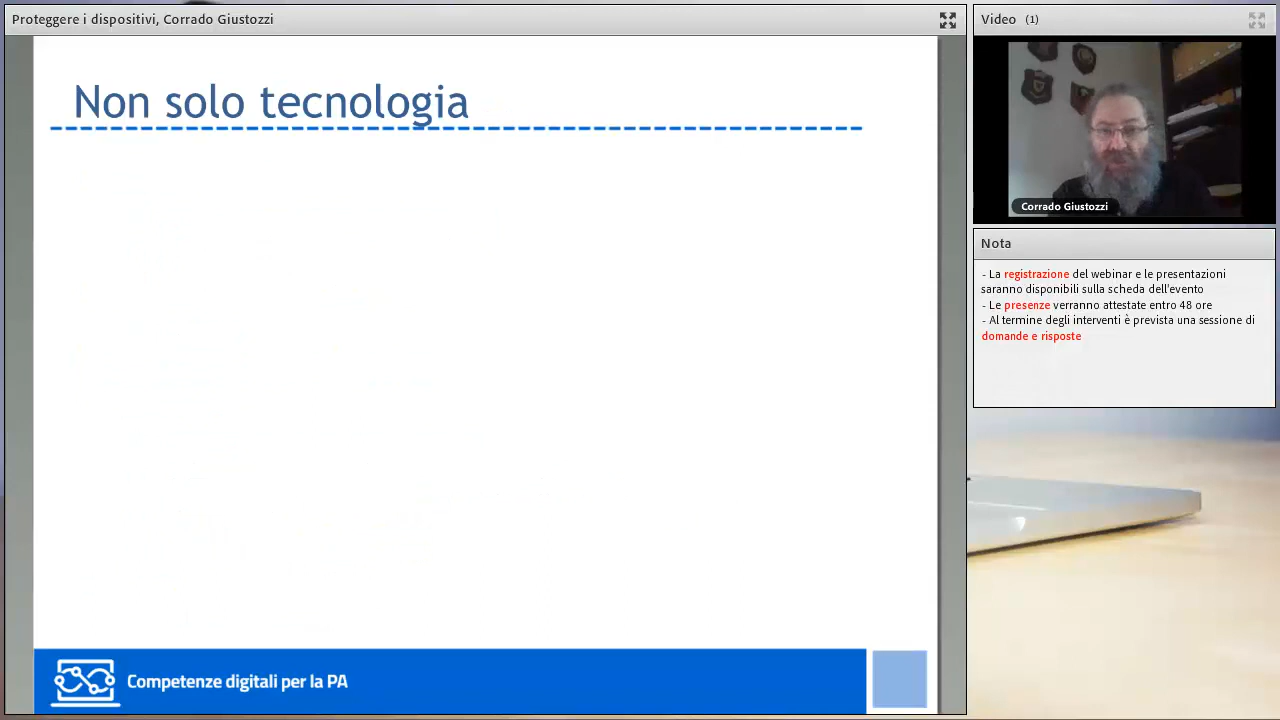 Proteggere i dispositivi, Corrado Giustozzi
Non solo tecnologia
Competenze digitali per la PA
Video (1)
Corrado Giustozzi
Nota
- La registrazione del webinar e le presentazioni
saranno disponibili sulla scheda dell'evento
- Le presenze verranno attestate entro 48 ore
- Al termine degli interventi è prevista una sessione di
domande e risposte